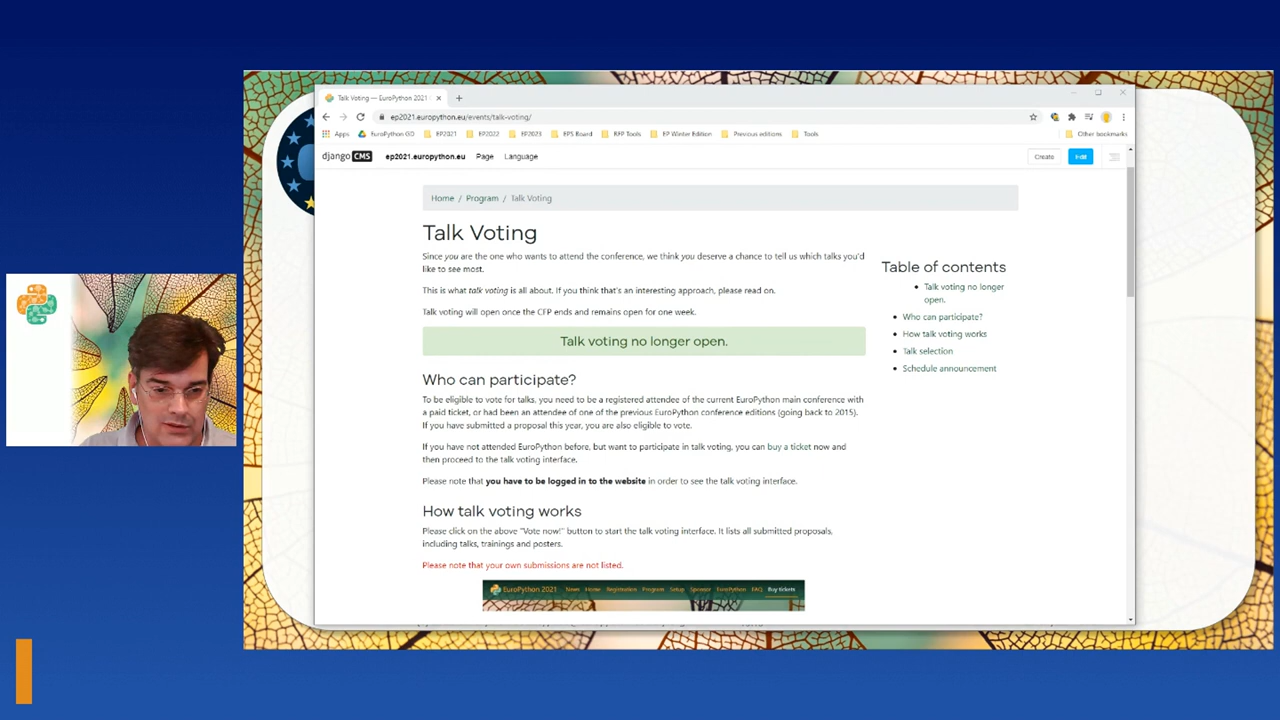 Talk Voting — EuroPython 2021
ep2021.europython.eu/events/talk-voting/
Apps EuroPython GD EP2021 EP2022 EP2023 EPS Board RFP Tools EP Winter Edition Previous editions Tools Other bookmarks
django CMS ep2021.europython.eu Page Language Create Edit
Home / Program / Talk Voting
Talk Voting
Since you are the one who wants to attend the conference, we think you deserve a chance to tell us which talks you'd
like to see most.
This is what talk voting is all about. If you think that's an interesting approach, please read on.
Talk voting will open once the CFP ends and remains open for one week.
Talk voting no longer open.
Who can participate?
To be eligible to vote for talks, you need to be a registered attendee of the current EuroPython main conference with
a paid ticket, or had been an attendee of one of the previous EuroPython conference editions (going back to 2015).
If you have submitted a proposal this year, you are also eligible to vote.
If you have not attended EuroPython before, but want to participate in talk voting, you can buy a ticket now and
then proceed to the talk voting interface.
Please note that you have to be logged in to the website in order to see the talk voting interface.
How talk voting works
Please click on the above "Vote now!" button to start the talk voting interface. It lists all submitted proposals,
including talks, trainings and posters.
Please note that your own submissions are not listed.
EuroPython 2021 News Home Registration Program Setup Sponsor EuroPython FAQ Buy tickets
Table of contents
Talk voting no longer
open.
Who can participate?
How talk voting works
Talk selection
Schedule announcement